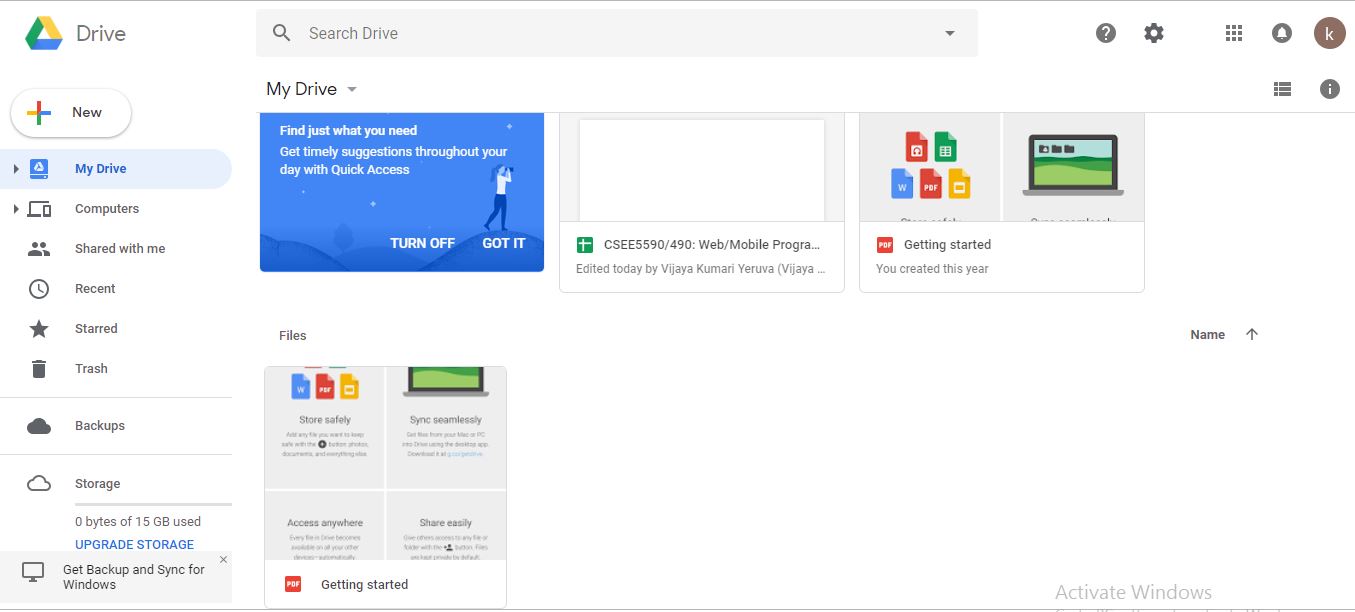 Drive
Search Drive
k
My Drive
New
My Drive
Computers
Shared with me
Recent
Starred
Trash
Backups
Storage
0 bytes of 15 GB used
UPGRADE STORAGE
Get Backup and Sync for
Windows
Find just what you need
Get timely suggestions throughout your
day with Quick Access
TURN OFF GOT IT
CSEE5590/490: Web/Mobile Progra...
Edited today by Vijaya Kumari Yeruva (Vijaya ...
W
PDF
PDF
Getting started
You created this year
Files
Name
W
PDF
Store safely
Add any file you want to keep
safe with the button: photos,
documents, and everything else.
Sync seamlessly
Get files from your Mac or PC
into Drive using the desktop app.
Download it at g.co/getdrive.
Access anywhere
Every file in Drive becomes
available on all your other
devices—automatically.
Share easily
Give others access to any file or
folder with the button. Files
are kept private by default.
PDF
Getting started
Activate Windows